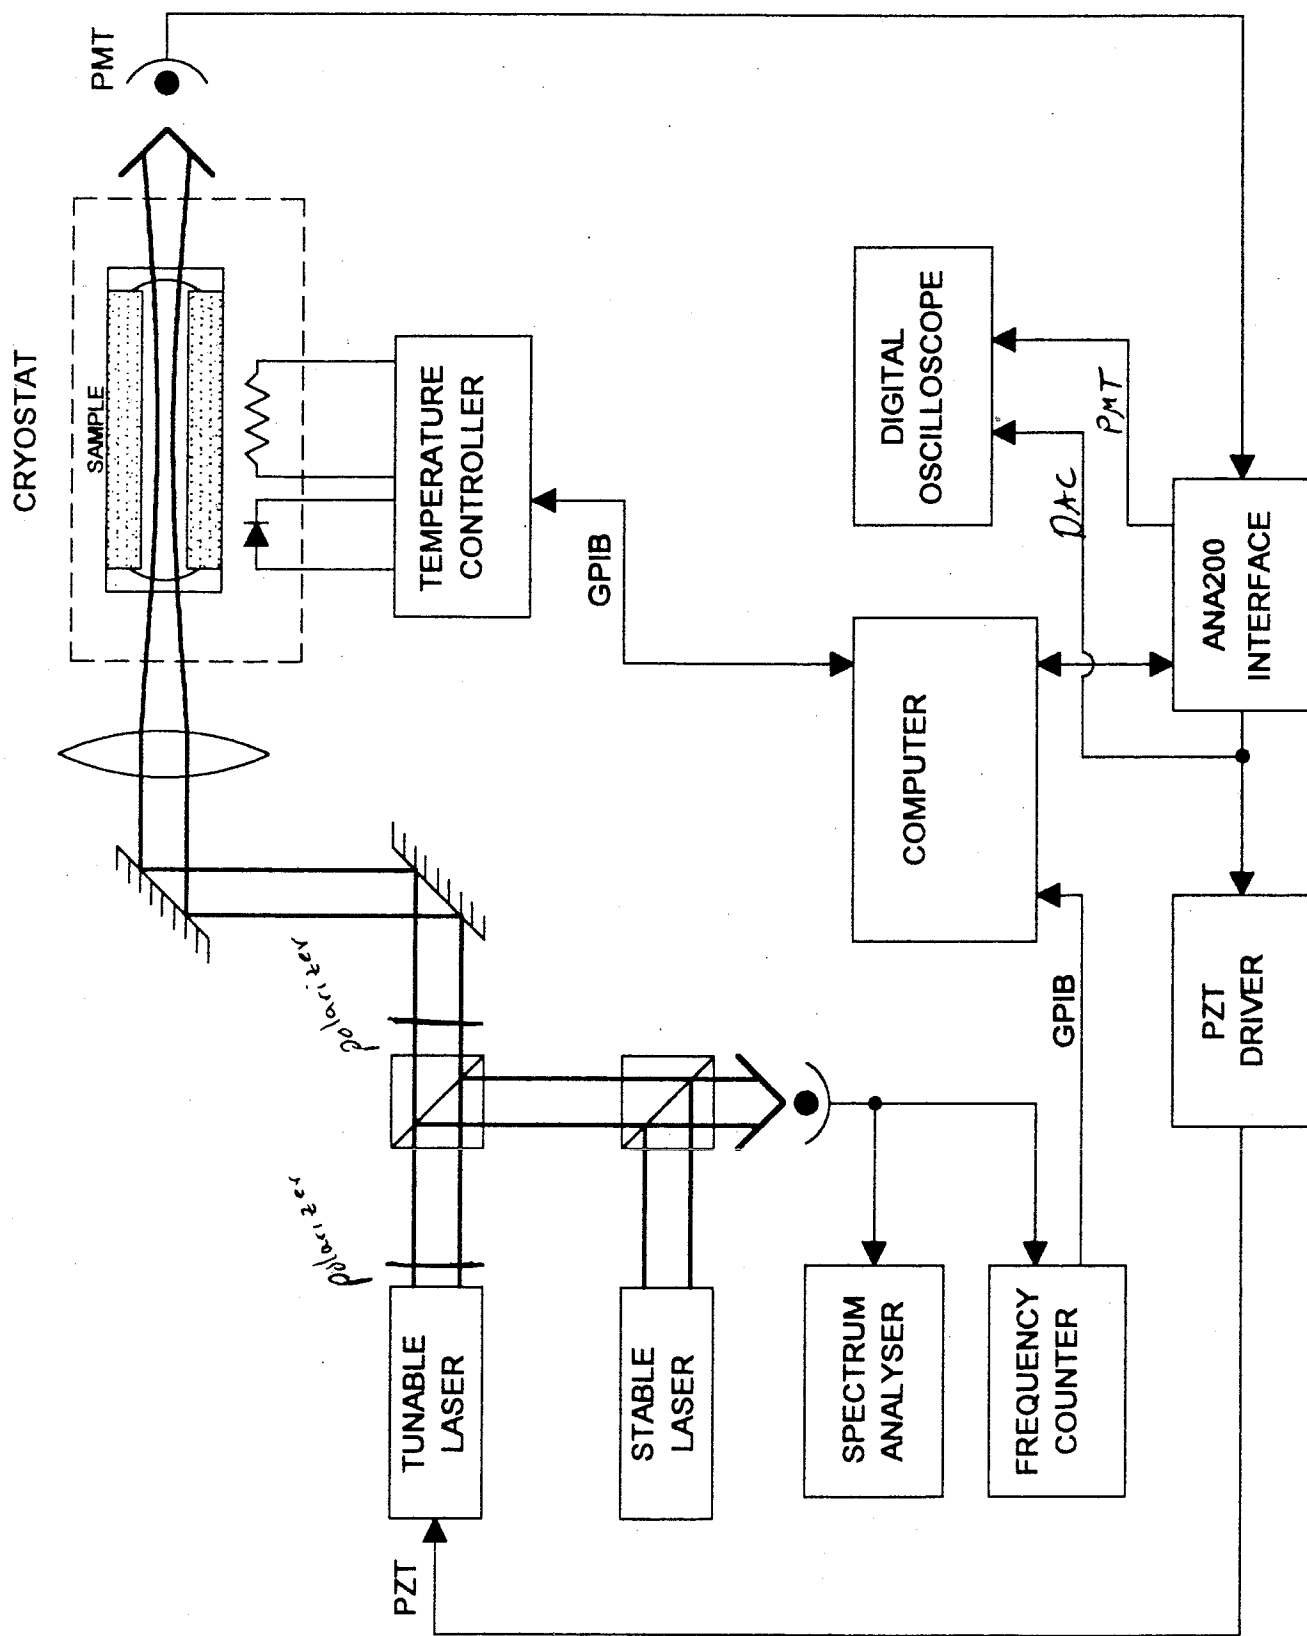 CRYOSTAT
SAMPLE
PMT
TEMPERATURE
CONTROLLER
GPIB
polarizer
polarizer
PZT
TUNABLE
LASER
STABLE
LASER
SPECTRUM
ANALYSER
FREQUENCY
COUNTER
GPIB
COMPUTER
DIGITAL
OSCILLOSCOPE
DAC
PMT
ANA200
INTERFACE
PZT
DRIVER